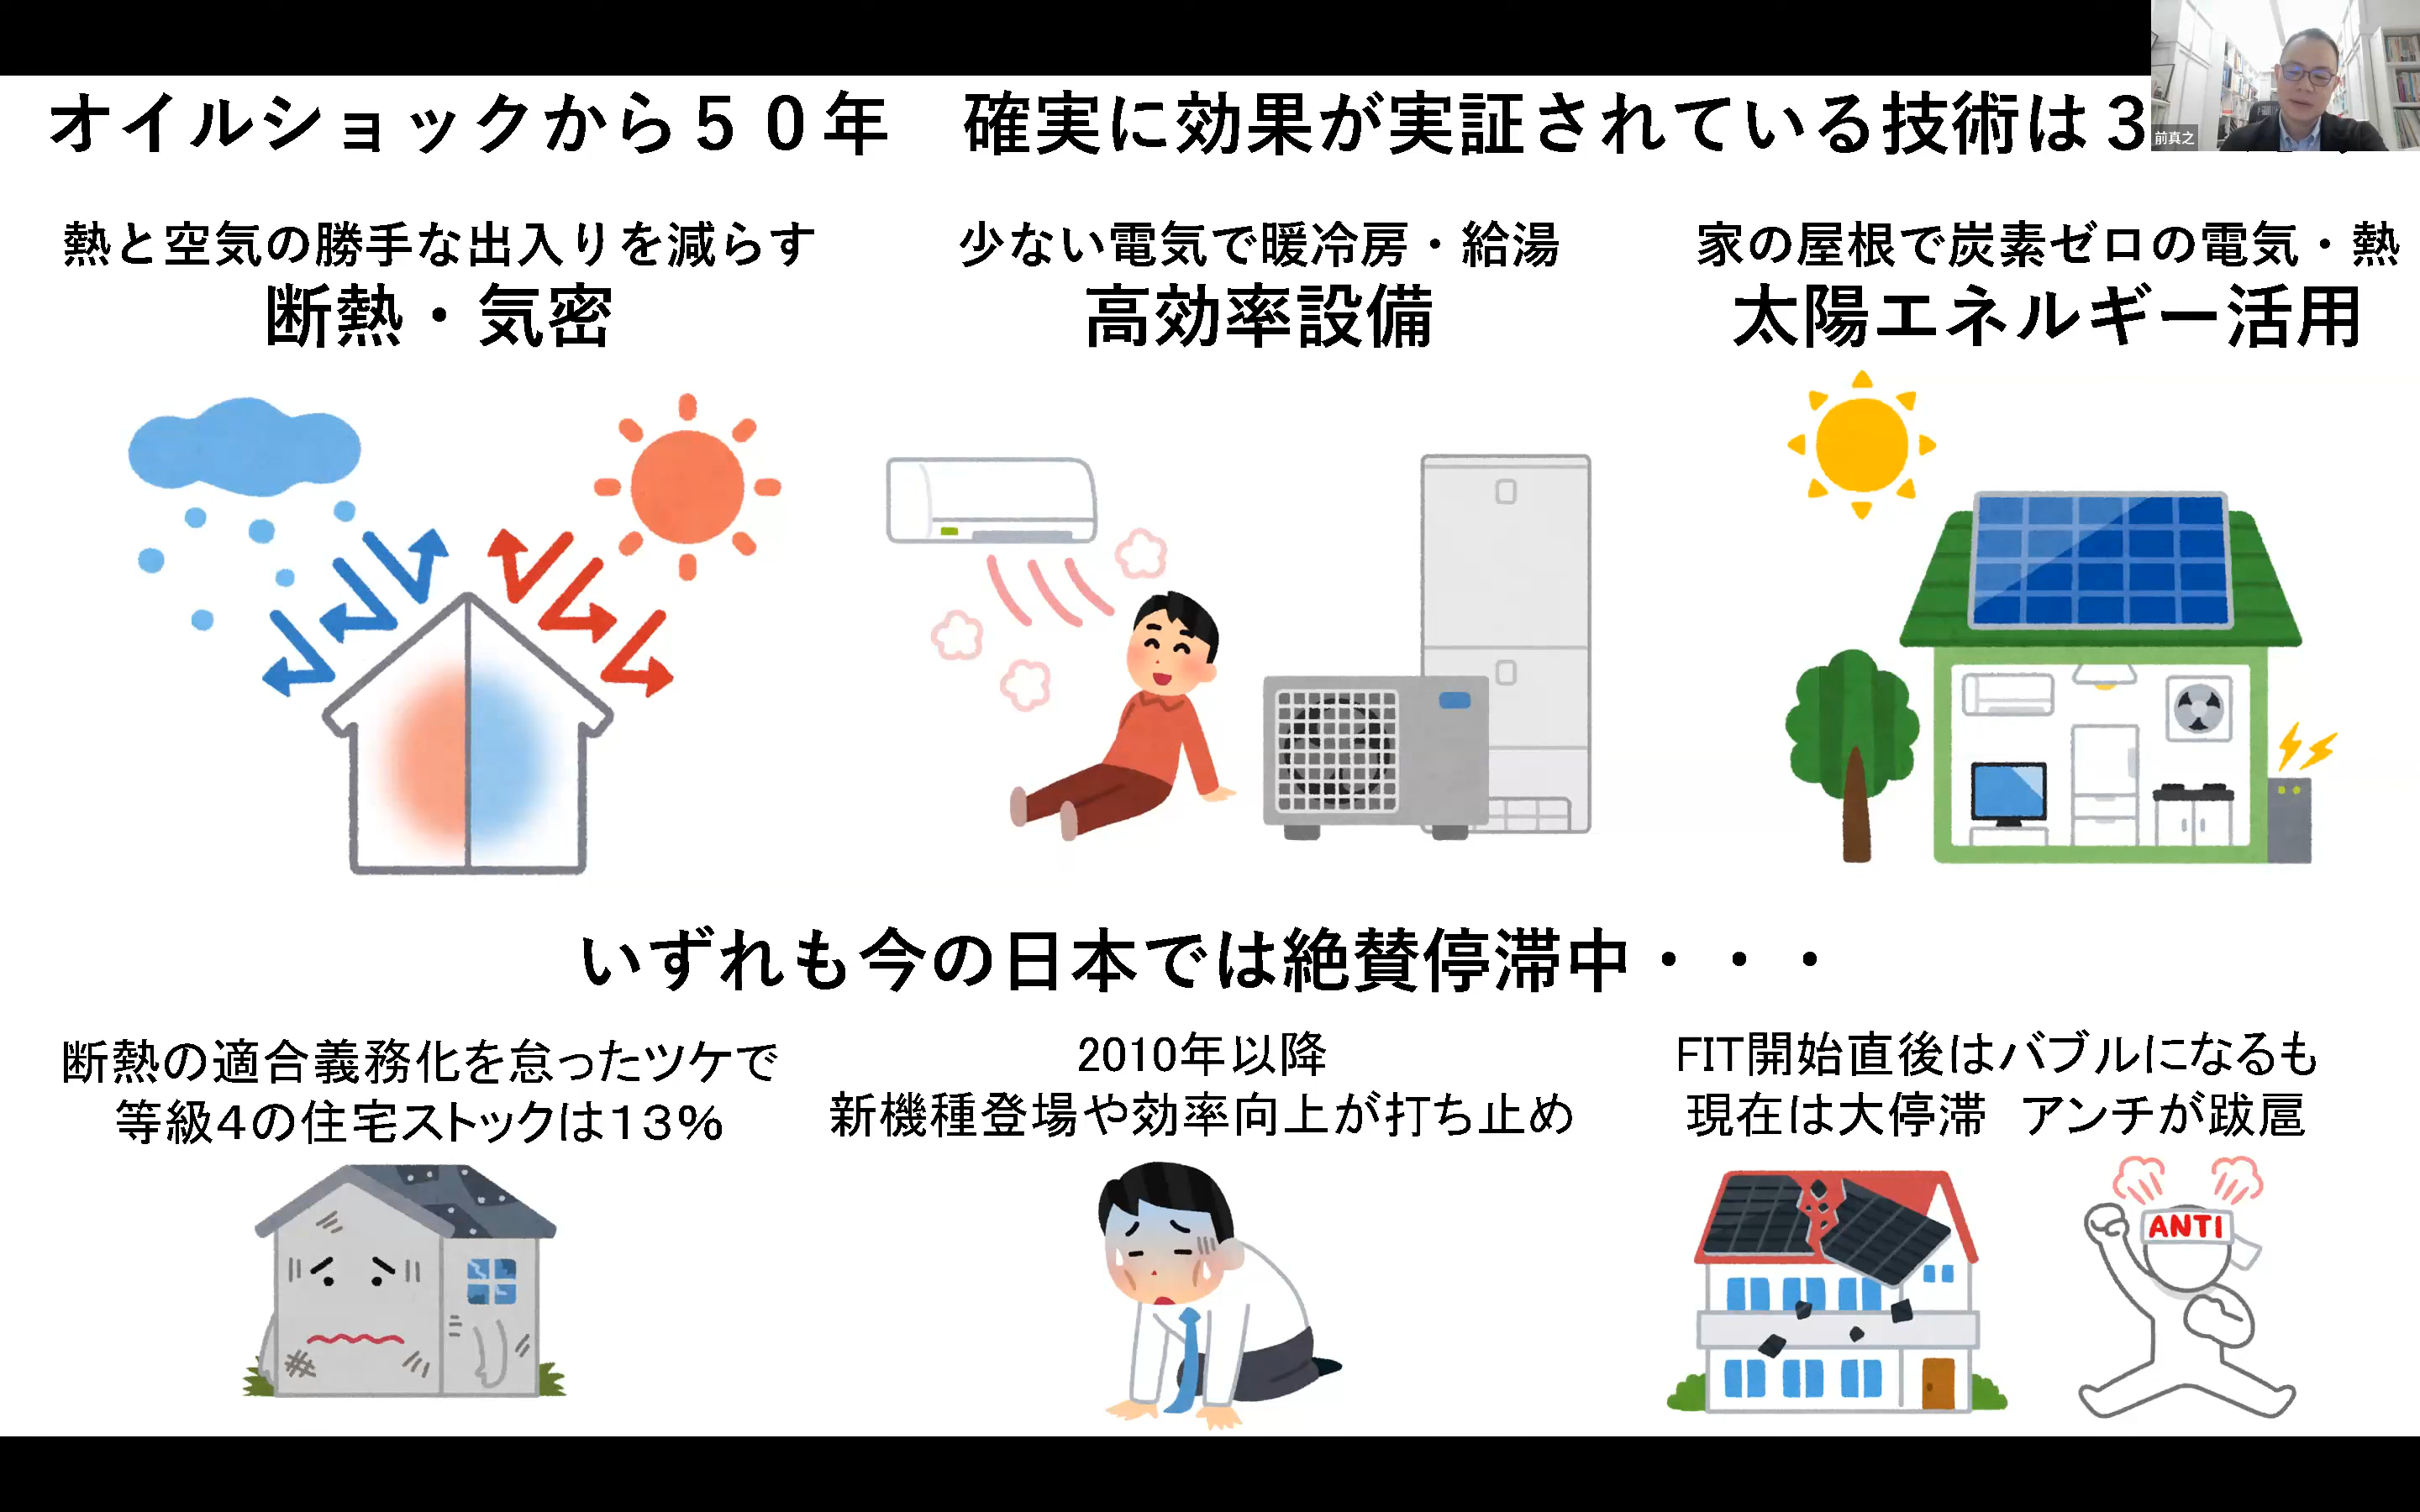 オイルショックから５０年　確実に効果が実証されている技術は３
前真之
熱と空気の勝手な出入りを減らす
断熱・気密
少ない電気で暖冷房・給湯
高効率設備
家の屋根で炭素ゼロの電気・熱
太陽エネルギー活用
いずれも今の日本では絶賛停滞中・・・
断熱の適合義務化を怠ったツケで
等級4の住宅ストックは13%
2010年以降
新機種登場や効率向上が打ち止め
FIT開始直後はバブルになるも
現在は大停滞　アンチが跋扈
ANTI